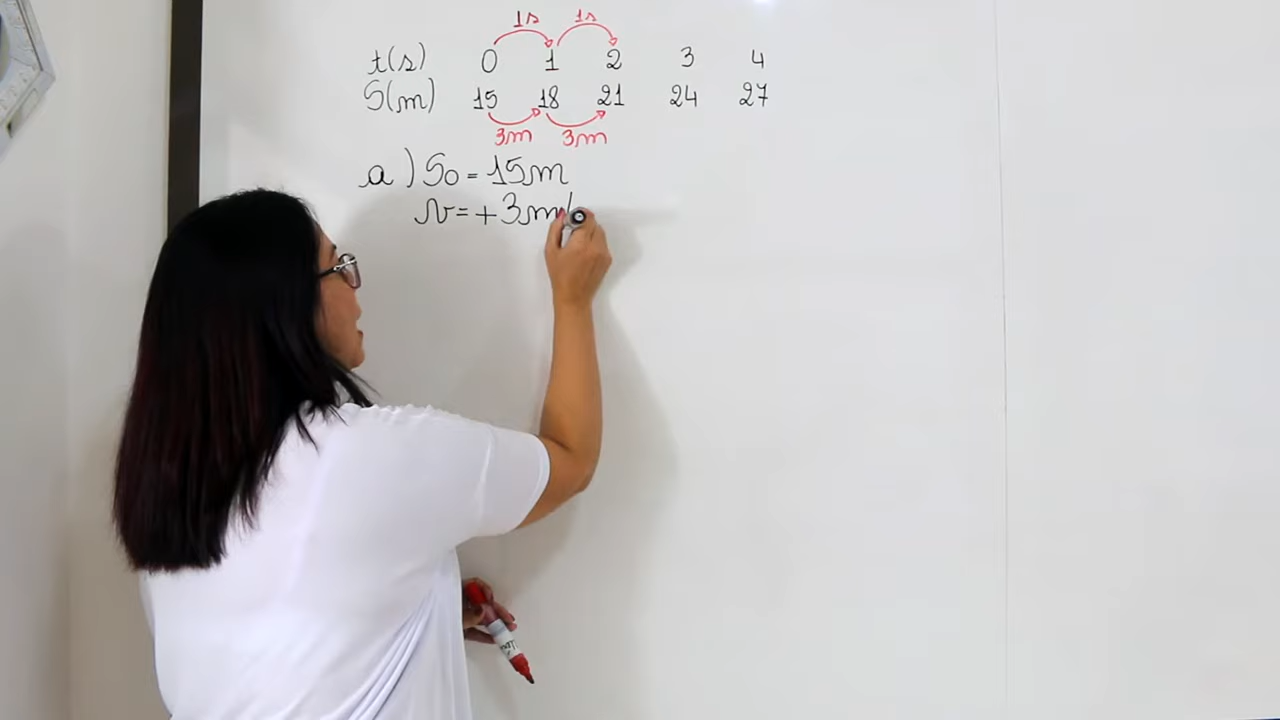 1s 1s
t(s) 0 1 2 3 4
S(m) 15 18 21 24 27
3m 3m
a) S₀ = 15m
v = + 3m/